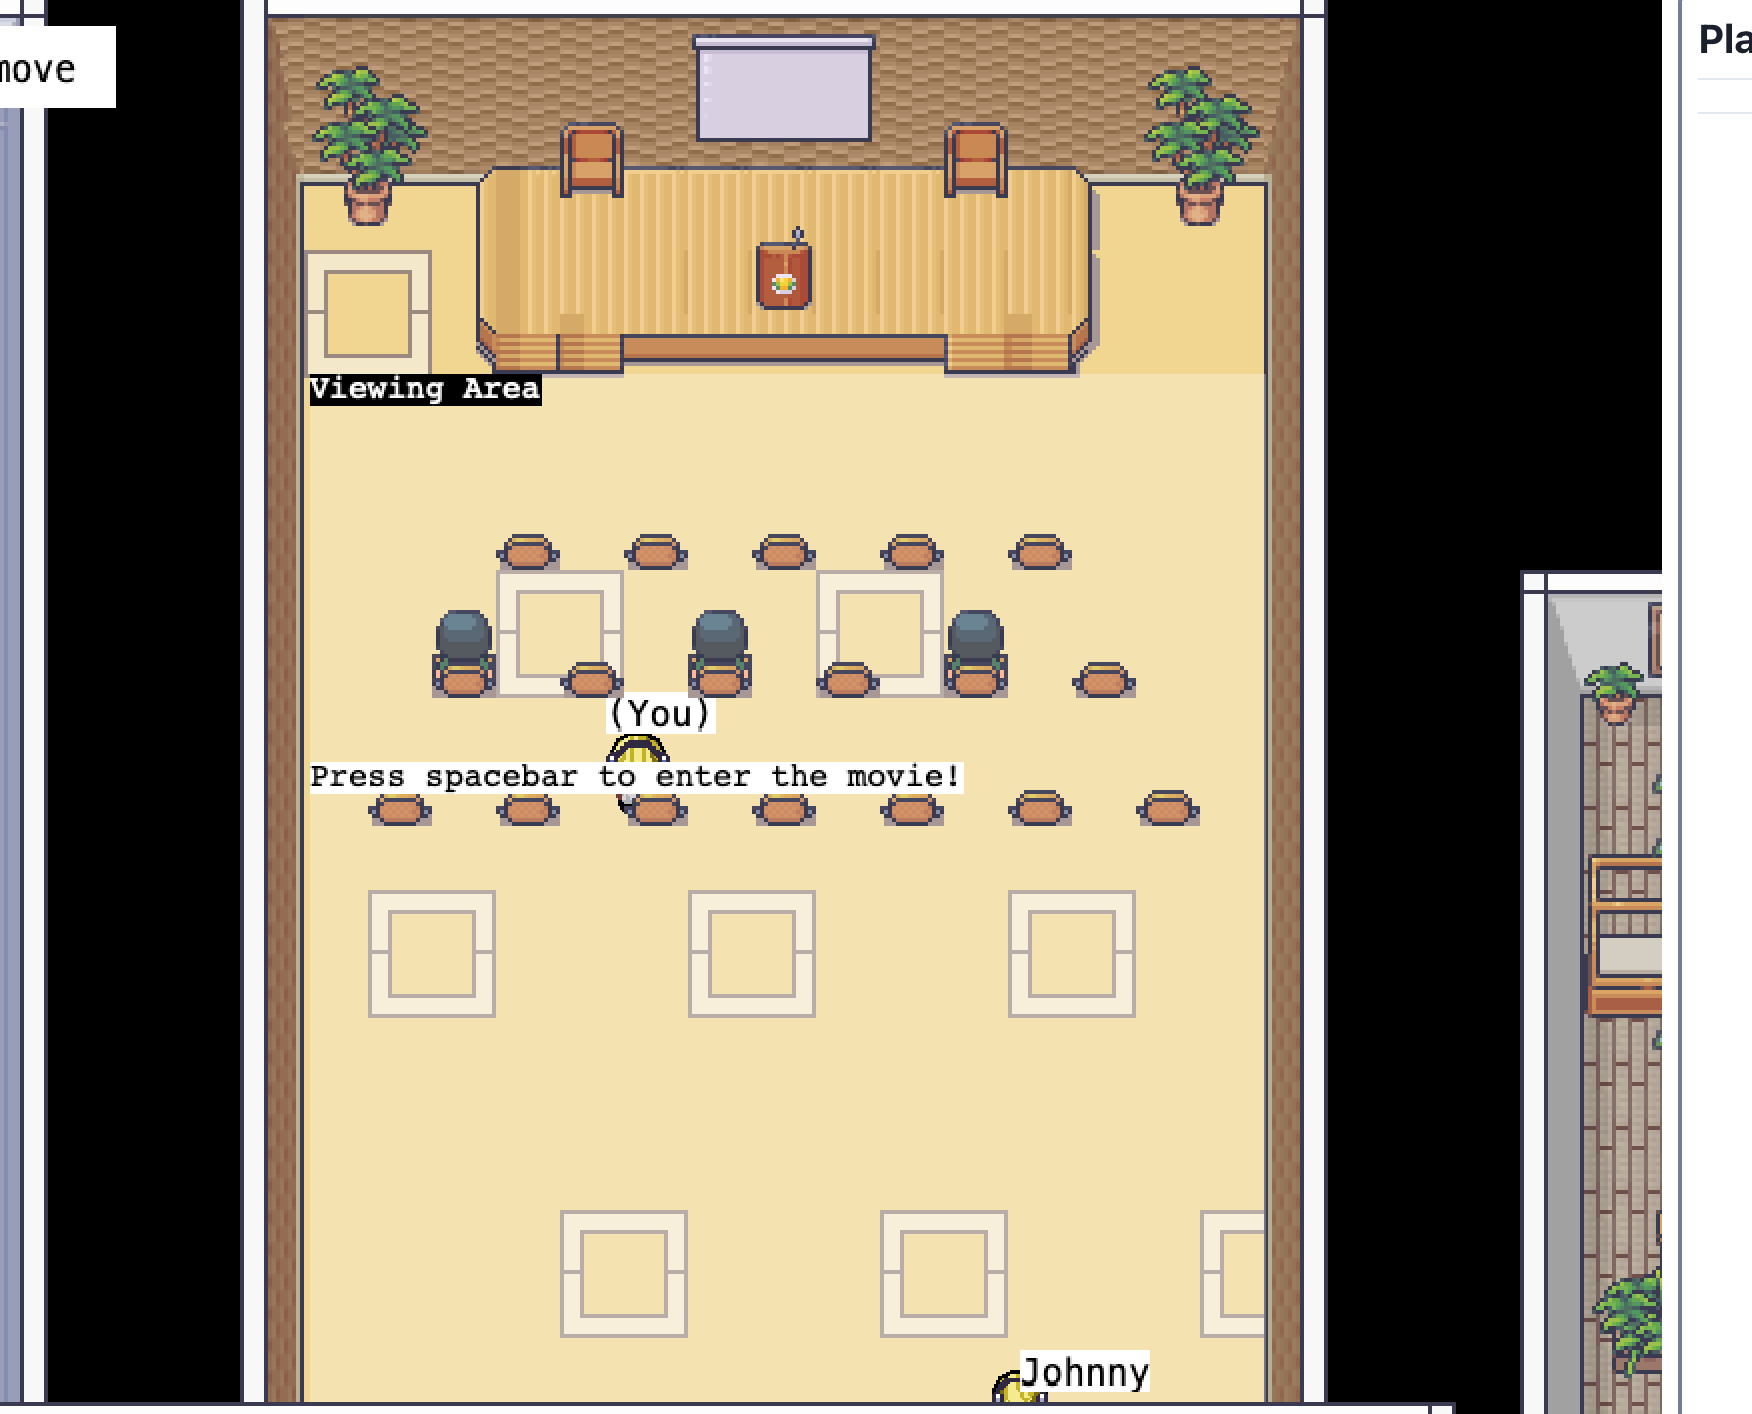 move
Pla
Viewing Area
(You)
Press spacebar to enter the movie!
Johnny